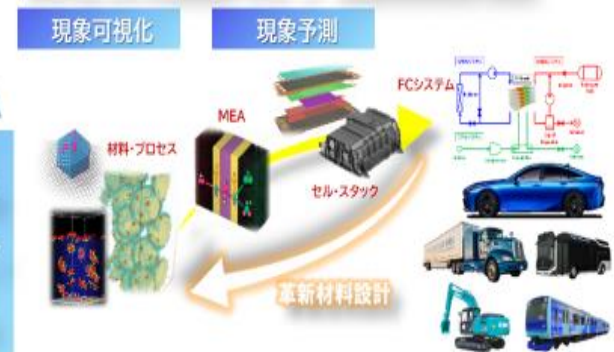 現象可視化
現象予測
FCシステム
MEA
材料・プロセス
セル・スタック
革新材料設計